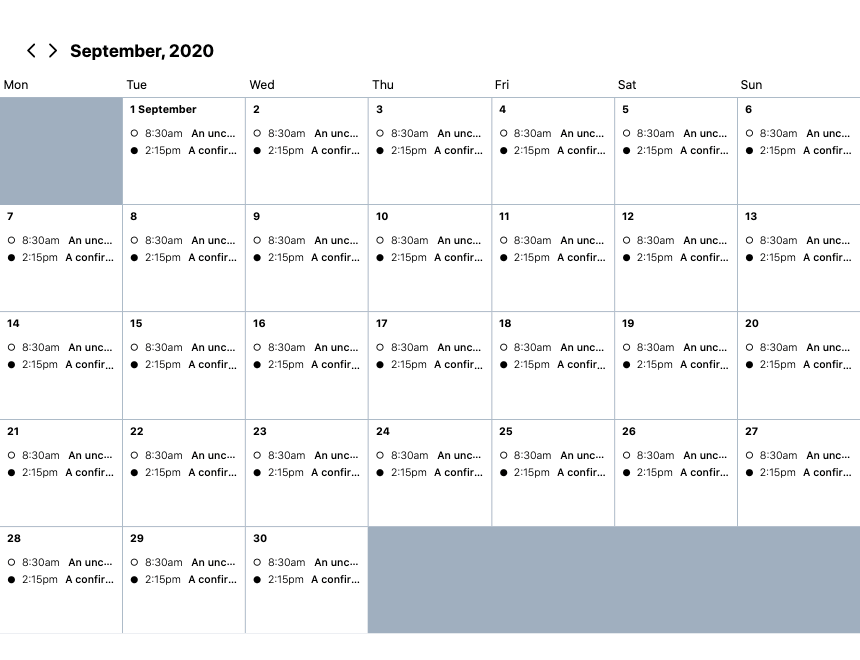 September, 2020
Mon Tue Wed Thu Fri Sat Sun
1 September 2 3 4 5 6
8:30am An unc... 8:30am An unc... 8:30am An unc... 8:30am An unc... 8:30am An unc... 8:30am An unc...
2:15pm A confir... 2:15pm A confir... 2:15pm A confir... 2:15pm A confir... 2:15pm A confir... 2:15pm A confir...
7 8 9 10 11 12 13
8:30am An unc... 8:30am An unc... 8:30am An unc... 8:30am An unc... 8:30am An unc... 8:30am An unc... 8:30am An unc...
2:15pm A confir... 2:15pm A confir... 2:15pm A confir... 2:15pm A confir... 2:15pm A confir... 2:15pm A confir... 2:15pm A confir...
14 15 16 17 18 19 20
8:30am An unc... 8:30am An unc... 8:30am An unc... 8:30am An unc... 8:30am An unc... 8:30am An unc... 8:30am An unc...
2:15pm A confir... 2:15pm A confir... 2:15pm A confir... 2:15pm A confir... 2:15pm A confir... 2:15pm A confir... 2:15pm A confir...
21 22 23 24 25 26 27
8:30am An unc... 8:30am An unc... 8:30am An unc... 8:30am An unc... 8:30am An unc... 8:30am An unc... 8:30am An unc...
2:15pm A confir... 2:15pm A confir... 2:15pm A confir... 2:15pm A confir... 2:15pm A confir... 2:15pm A confir... 2:15pm A confir...
28 29 30
8:30am An unc... 8:30am An unc... 8:30am An unc...
2:15pm A confir... 2:15pm A confir... 2:15pm A confir...